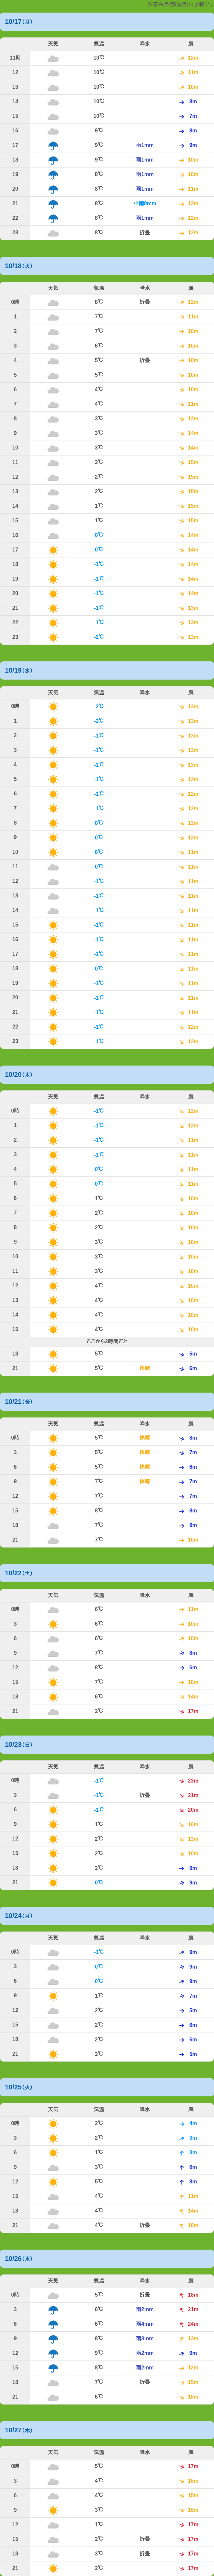 10/17(月)
天気 気温 降水 風
11時 10℃ 12m
12 10℃ 11m
13 10℃ 10m
14 10℃ 8m
15 10℃ 7m
16 9℃ 8m
17 9℃ 雨1mm 9m
18 9℃ 雨1mm 10m
19 8℃ 雨1mm 10m
20 8℃ 雨1mm 11m
21 8℃ 小雨0mm 12m
22 8℃ 雨1mm 12m
23 8℃ 折畳 12m
10/18(火)
天気 気温 降水 風
0時 8℃ 折畳 12m
1 7℃ 11m
2 7℃ 10m
3 6℃ 10m
4 5℃ 折畳 10m
5 5℃ 10m
6 4℃ 10m
7 4℃ 11m
8 3℃ 12m
9 3℃ 14m
10 3℃ 14m
11 2℃ 15m
12 2℃ 15m
13 2℃ 15m
14 1℃ 15m
15 1℃ 15m
16 0℃ 14m
17 0℃ 14m
18 -1℃ 14m
19 -1℃ 14m
20 -1℃ 14m
21 -1℃ 13m
22 -1℃ 13m
23 -2℃ 13m
10/19(水)
天気 気温 降水 風
0時 -2℃ 13m
1 -2℃ 13m
2 -1℃ 13m
3 -1℃ 13m
4 -1℃ 13m
5 -1℃ 13m
6 -1℃ 12m
7 -1℃ 12m
8 0℃ 12m
9 0℃ 12m
10 0℃ 11m
11 0℃ 11m
12 -1℃ 11m
13 -1℃ 11m
14 -1℃ 11m
15 -1℃ 11m
16 -1℃ 11m
17 -1℃ 11m
18 0℃ 11m
19 -1℃ 11m
20 -1℃ 11m
21 -1℃ 11m
22 -1℃ 12m
23 -1℃ 12m
10/20(木)
天気 気温 降水 風
0時 -1℃ 12m
1 -1℃ 12m
2 -1℃ 11m
3 -1℃ 11m
4 0℃ 11m
5 0℃ 11m
6 1℃ 10m
7 2℃ 10m
8 2℃ 10m
9 3℃ 10m
10 3℃ 10m
11 3℃ 10m
12 4℃ 10m
13 4℃ 10m
14 4℃ 10m
15 4℃ 10m
ここから3時間ごと
18 5℃ 5m
21 5℃ 快晴 6m
10/21(金)
天気 気温 降水 風
0時 5℃ 快晴 8m
3 5℃ 快晴 7m
6 5℃ 快晴 6m
9 7℃ 快晴 7m
12 7℃ 7m
15 8℃ 8m
18 7℃ 9m
21 7℃ 10m
10/22(土)
天気 気温 降水 風
0時 6℃ 11m
3 6℃ 10m
6 6℃ 10m
9 7℃ 8m
12 8℃ 6m
15 7℃ 10m
18 6℃ 14m
21 2℃ 17m
10/23(日)
天気 気温 降水 風
0時 -1℃ 23m
3 -1℃ 折畳 21m
6 -1℃ 20m
9 1℃ 16m
12 2℃ 13m
15 2℃ 10m
18 2℃ 9m
21 0℃ 9m
10/24(月)
天気 気温 降水 風
0時 -1℃ 9m
3 0℃ 9m
6 0℃ 9m
9 1℃ 7m
12 2℃ 5m
15 2℃ 6m
18 2℃ 6m
21 2℃ 5m
10/25(火)
天気 気温 降水 風
0時 2℃ 4m
3 2℃ 3m
6 1℃ 3m
9 3℃ 6m
12 5℃ 8m
15 4℃ 11m
18 4℃ 14m
21 4℃ 折畳 16m
10/26(水)
天気 気温 降水 風
0時 5℃ 折畳 18m
3 6℃ 雨2mm 21m
6 6℃ 雨4mm 24m
9 8℃ 雨3mm 13m
12 9℃ 雨2mm 9m
15 8℃ 雨2mm 12m
18 7℃ 折畳 15m
21 6℃ 16m
10/27(木)
天気 気温 降水 風
0時 5℃ 17m
3 4℃ 16m
6 4℃ 15m
9 3℃ 16m
12 1℃ 17m
15 2℃ 折畳 17m
18 3℃ 折畳 17m
21 2℃ 17m